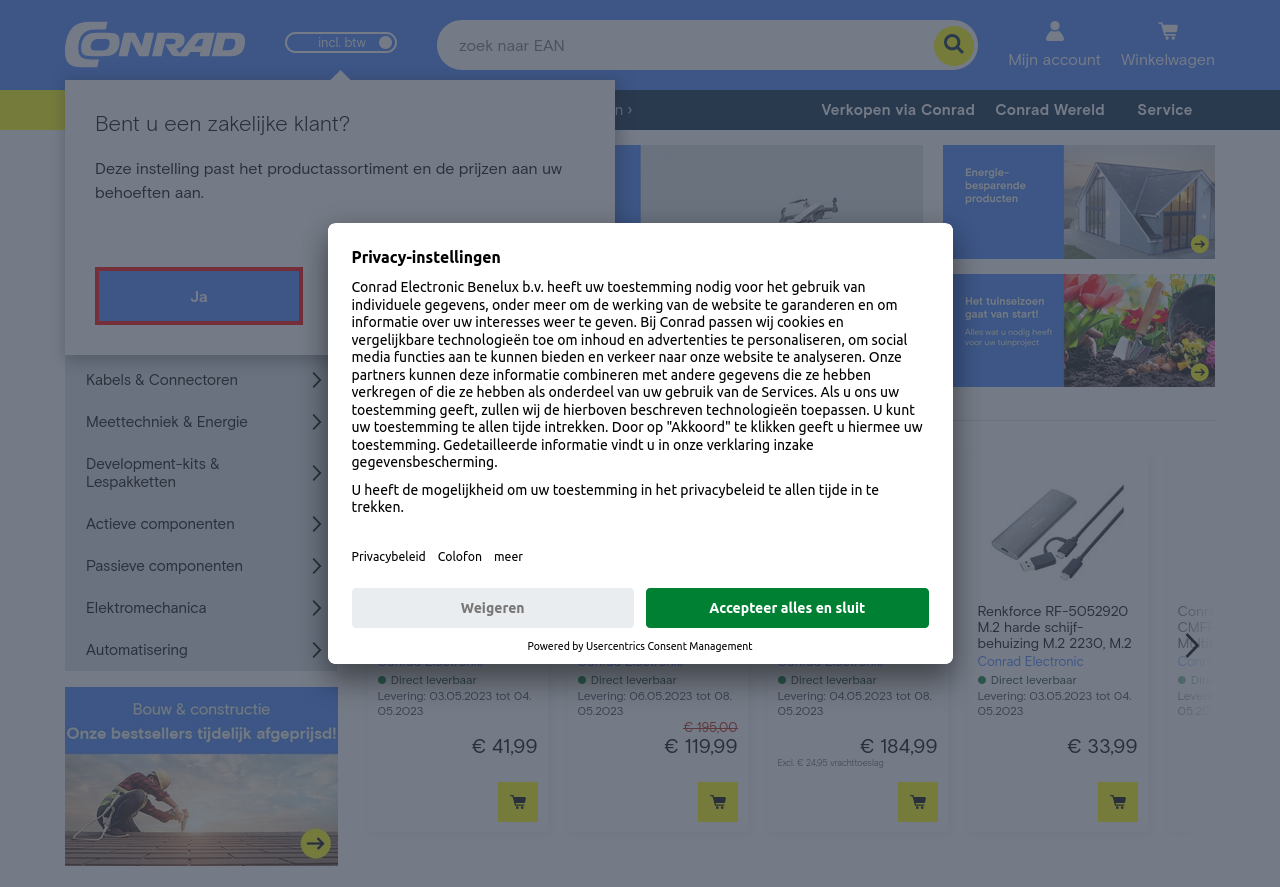 CONRAD
incl. btw
zoek naar EAN
Mijn account
Winkelwagen
n ›
Verkopen via Conrad
Conrad Wereld
Service
Bent u een zakelijke klant?
Deze instelling past het productassortiment en de prijzen aan uw
behoeften aan.
Ja
Energie-
besparende
producten
Het tuinseizoen
gaat van start!
Alles wat u nodig heeft
voor uw tuinproject
Privacy-instellingen
Conrad Electronic Benelux b.v. heeft uw toestemming nodig voor het gebruik van
individuele gegevens, onder meer om de werking van de website te garanderen en om
informatie over uw interesses weer te geven. Bij Conrad passen wij cookies en
vergelijkbare technologieën toe om inhoud en advertenties te personaliseren, om social
media functies aan te kunnen bieden en verkeer naar onze website te analyseren. Onze
partners kunnen deze informatie combineren met andere gegevens die ze hebben
verkregen of die ze hebben als onderdeel van uw gebruik van de Services. Als u ons uw
toestemming geeft, zullen wij de hierboven beschreven technologieën toepassen. U kunt
uw toestemming te allen tijde intrekken. Door op "Akkoord" te klikken geeft u hiermee uw
toestemming. Gedetailleerde informatie vindt u in onze verklaring inzake
gegevensbescherming.
U heeft de mogelijkheid om uw toestemming in het privacybeleid te allen tijde in te
trekken.
Privacybeleid Colofon meer
Weigeren
Accepteer alles en sluit
Powered by Usercentrics Consent Management
Kabels & Connectoren
Meettechniek & Energie
Development-kits &
Lespakketten
Actieve componenten
Passieve componenten
Elektromechanica
Automatisering
Bouw & constructie
Onze bestsellers tijdelijk afgeprijsd!
Conrad Electronic
Direct leverbaar
Levering: 03.05.2023 tot 04.
05.2023
€ 41,99
Conrad Electronic
Direct leverbaar
Levering: 06.05.2023 tot 08.
05.2023
€ 195,00
€ 119,99
Conrad Electronic
Direct leverbaar
Levering: 04.05.2023 tot 08.
05.2023
€ 184,99
Excl. € 24,95 vrachttoeslag
Renkforce RF-5052920
M.2 harde schijf-
behuizing M.2 2230, M.2
Conrad Electronic
Direct leverbaar
Levering: 03.05.2023 tot 04.
05.2023
€ 33,99